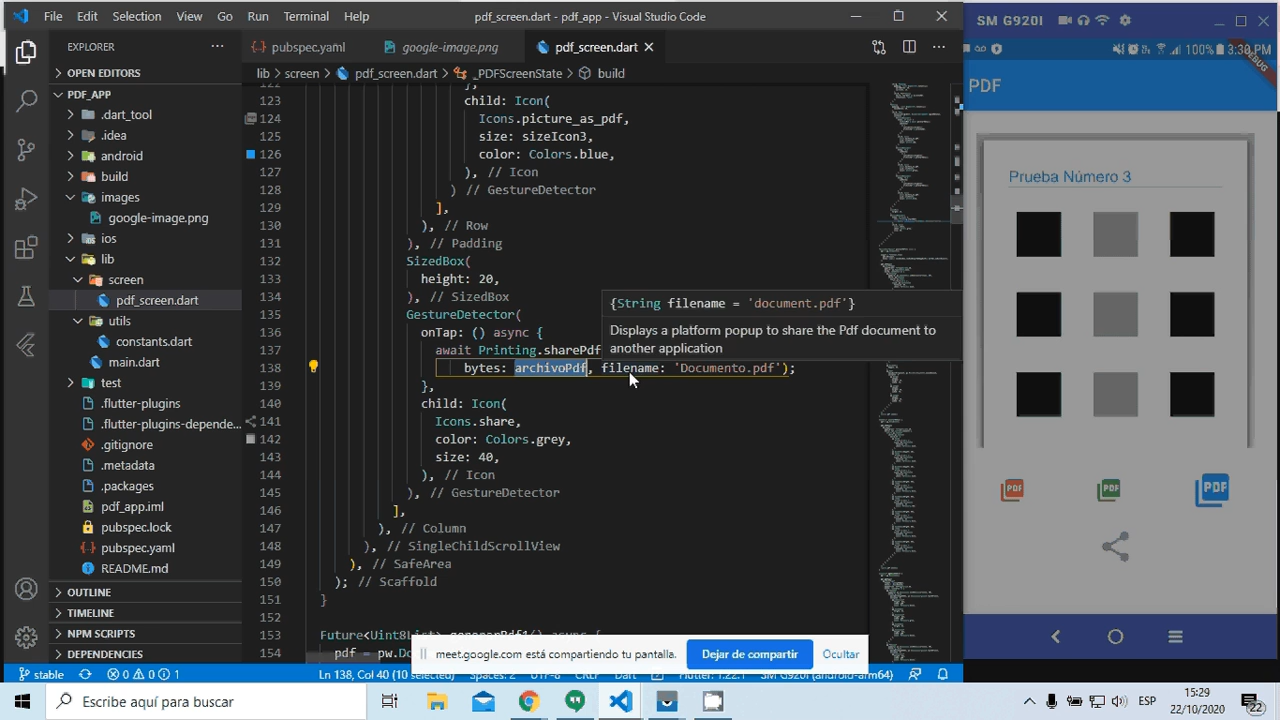 File Edit Selection View Go Run Terminal Help
pdf_screen.dart - pdf_app - Visual Studio Code
EXPLORER
OPEN EDITORS
PDF_APP
.dart_tool
.idea
android
build
google-image.png
ios
lib
pdf_screen.dart
utils
constants.dart
main.dart
.flutter-plugins
.flutter-plugins-depende...
.gitignore
.metadata
.packages
pdf_app.iml
pubspec.lock
pubspec.yaml
README.md
OUTLINE
TIMELINE
NPM SCRIPTS
DEPENDENCIES
pubspec.yaml google-image.png pdf_screen.dart
lib > screen > pdf_screen.dart > _PDFScreenState > build
123 child: Icon(
124 Icons.picture_as_pdf,
125 size: sizeIcon3,
126 color: Colors.blue,
127 ), // Icon
128 ) // GestureDetector
129 ],
130 ), // Row
131 ), // Padding
132 SizedBox(
133 height: 20,
134 ), // SizedBox
135 GestureDetector(
136 onTap: () async {
137 await Printing.sharePdf
138 bytes: archivoPdf, filename: 'Documento.pdf');
139 },
140 child: Icon(
141 Icons.share,
142 color: Colors.grey,
143 size: 40,
144 ), // Icon
145 ), // GestureDetector
146 ],
147 ), // Column
148 ), // SingleChildScrollView
149 ), // SafeArea
150 ); // Scaffold
151 }
152
153 Future<Uint8List> generarPdf1() async {
154 pdf = pw.Do
{String filename = 'document.pdf'}
Displays a platform popup to share the Pdf document to
another application
meet.google.com está compartiendo tu pantalla.
Dejar de compartir
Ocultar
stable 0 0 1
Ln 138, Col 40 (10 selected) Spaces: 2 UTF-8 CRLF Dart Flutter: 1.22.1 SM G920I (android-arm64)
SM G920I
100% 3:30 PM
DEBUG
PDF
Prueba Número 3
PDF PDF PDF
Escribe aquí para buscar
ESP
15:29
22/10/2020
22